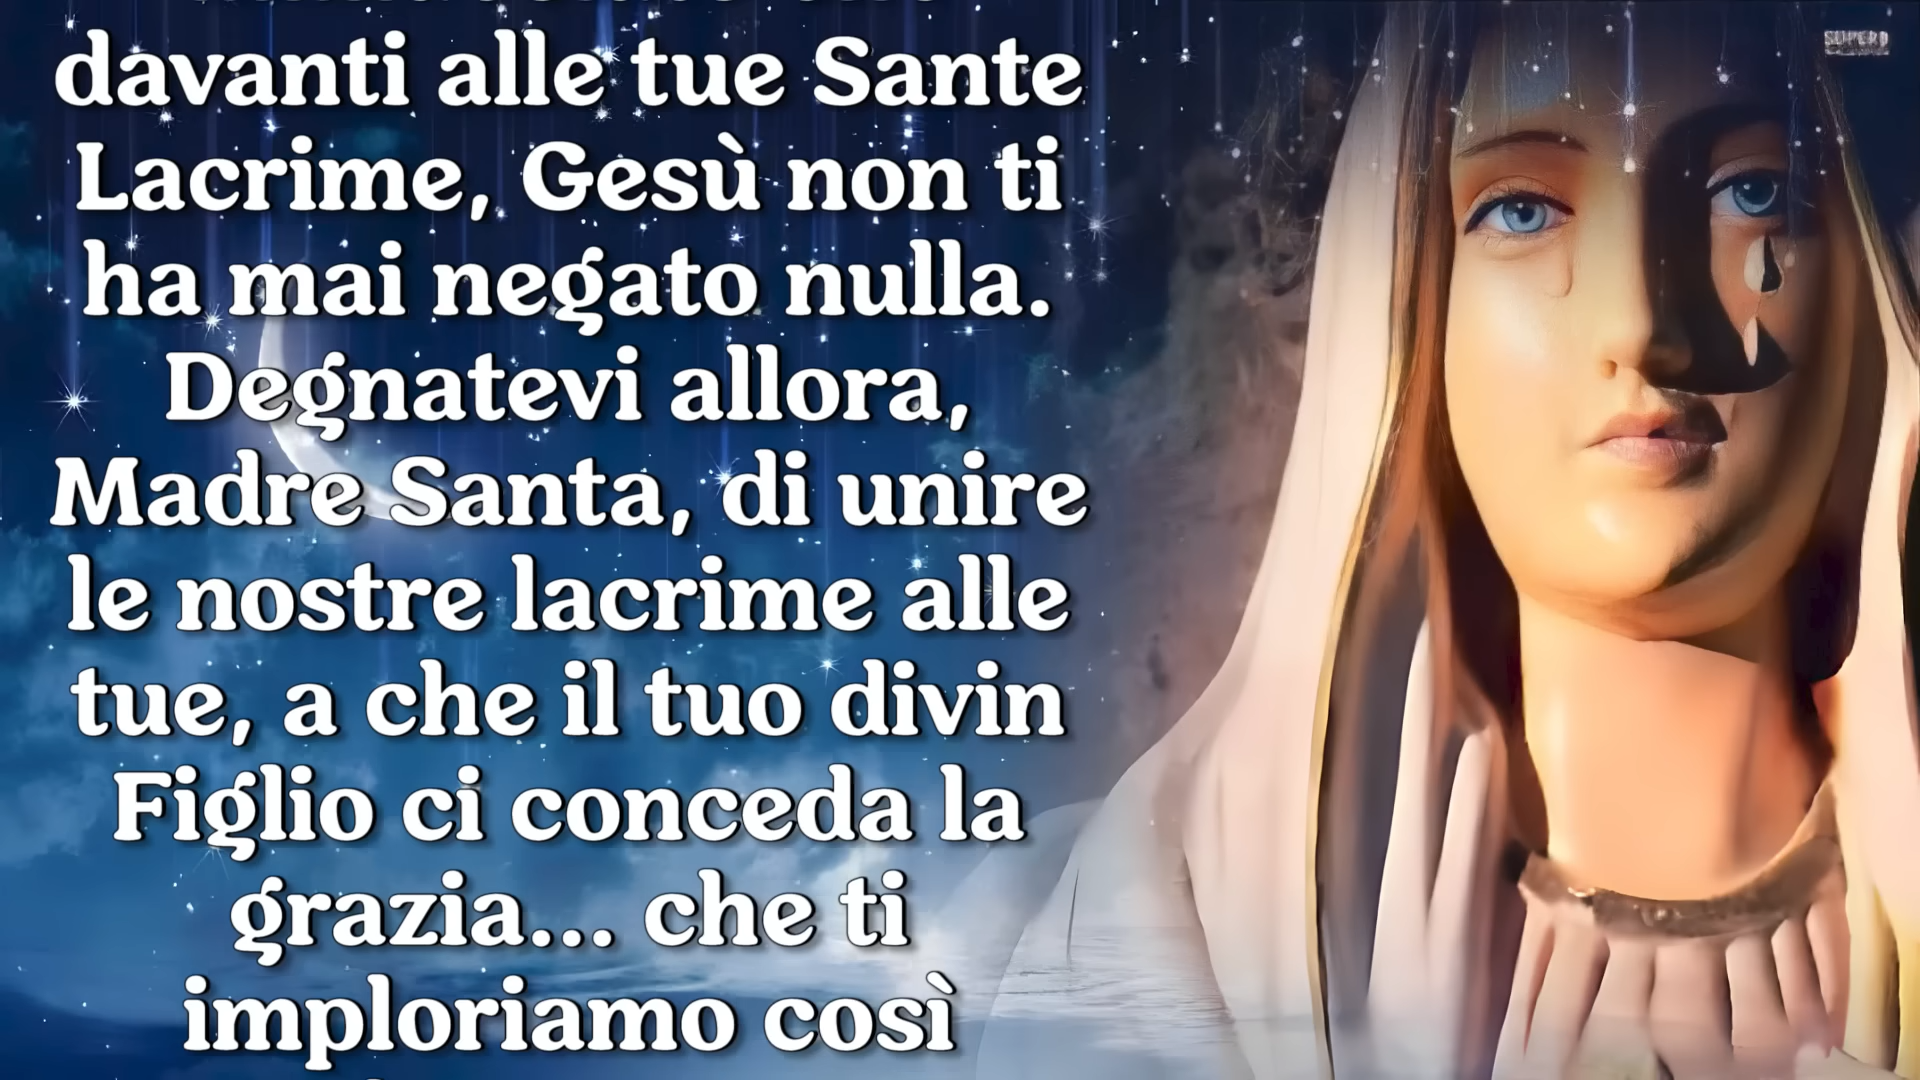 davanti alle tue Sante
Lacrime, Gesù non ti
ha mai negato nulla.
Degnatevi allora,
Madre Santa, di unire
le nostre lacrime alle
tue, a che il tuo divin
Figlio ci conceda la
grazia... che ti
imploriamo così